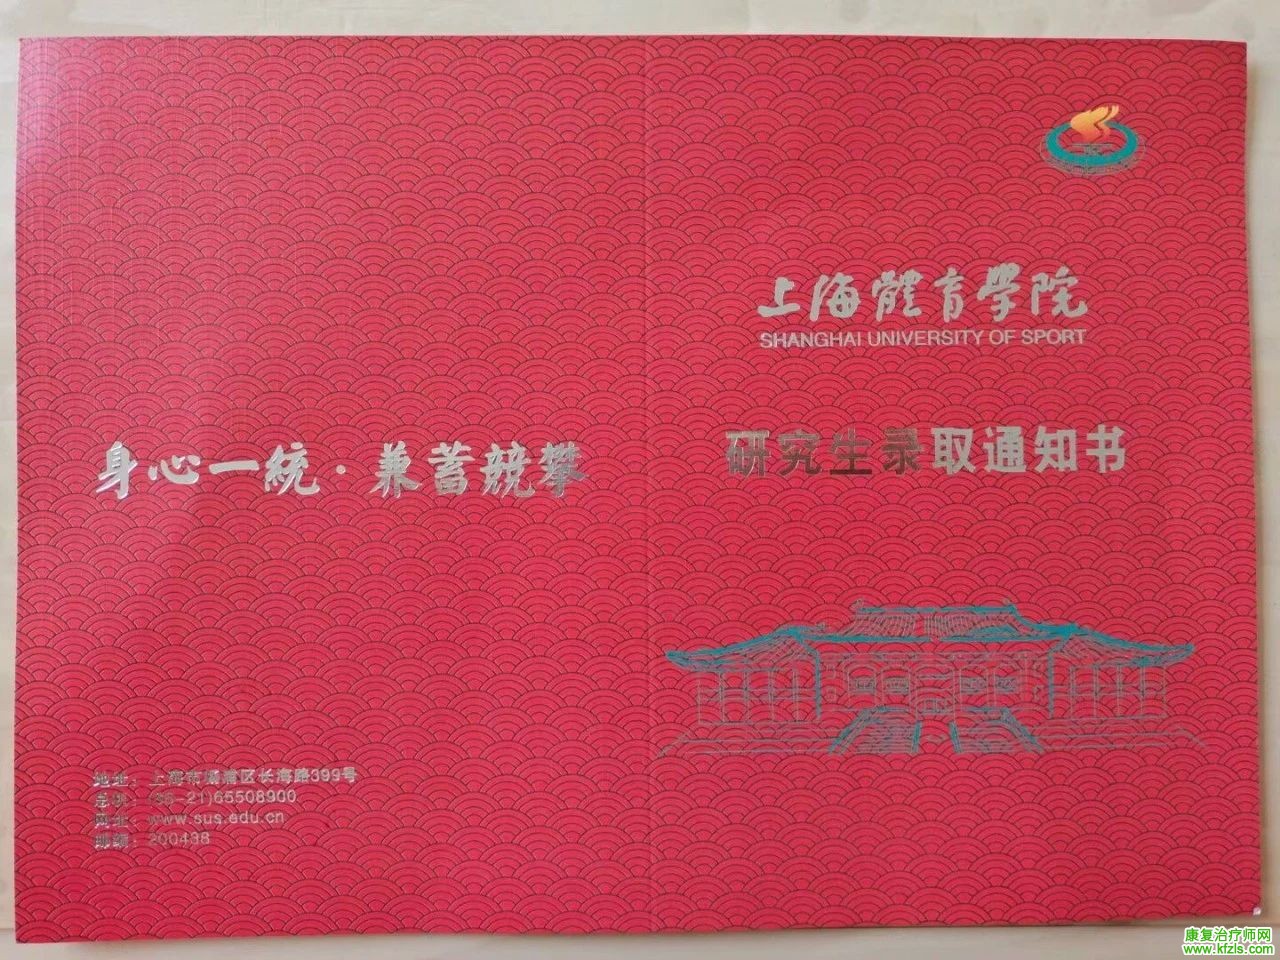 上海體育學院
SHANGHAI UNIVERSITY OF SPORT
研究生录取通知书
身心一統·兼蓄競攀
地址：上海市杨浦区长海路399号
总机：(86-21)65508900
网址：www.sus.edu.cn
邮编：200438
康复治疗师网
www.kfzls.com